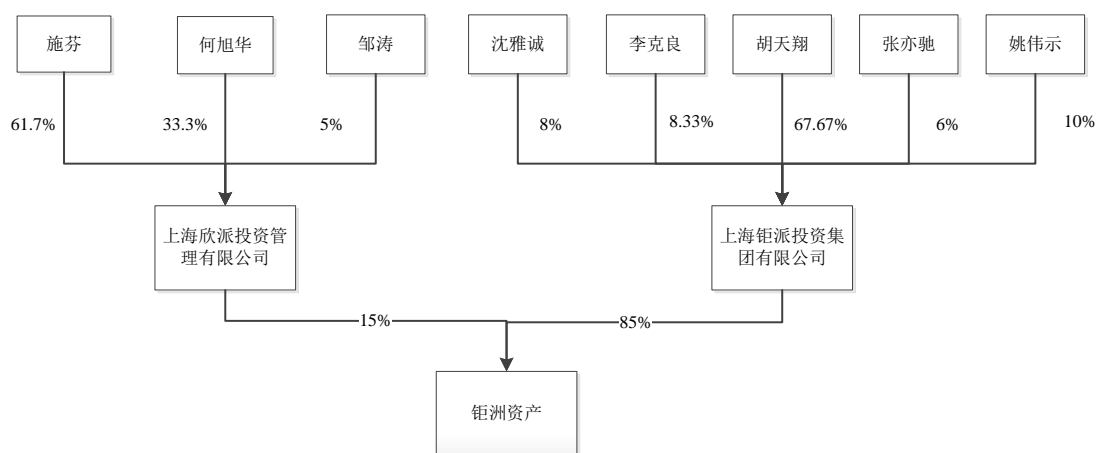 施芬
何旭华
邹涛
沈雅诚
李克良
胡天翔
张亦驰
姚伟示
61.7%
33.3%
5%
8%
8.33%
67.67%
6%
10%
上海欣派投资管
理有限公司
上海钜派投资集
团有限公司
15%
85%
钜洲资产